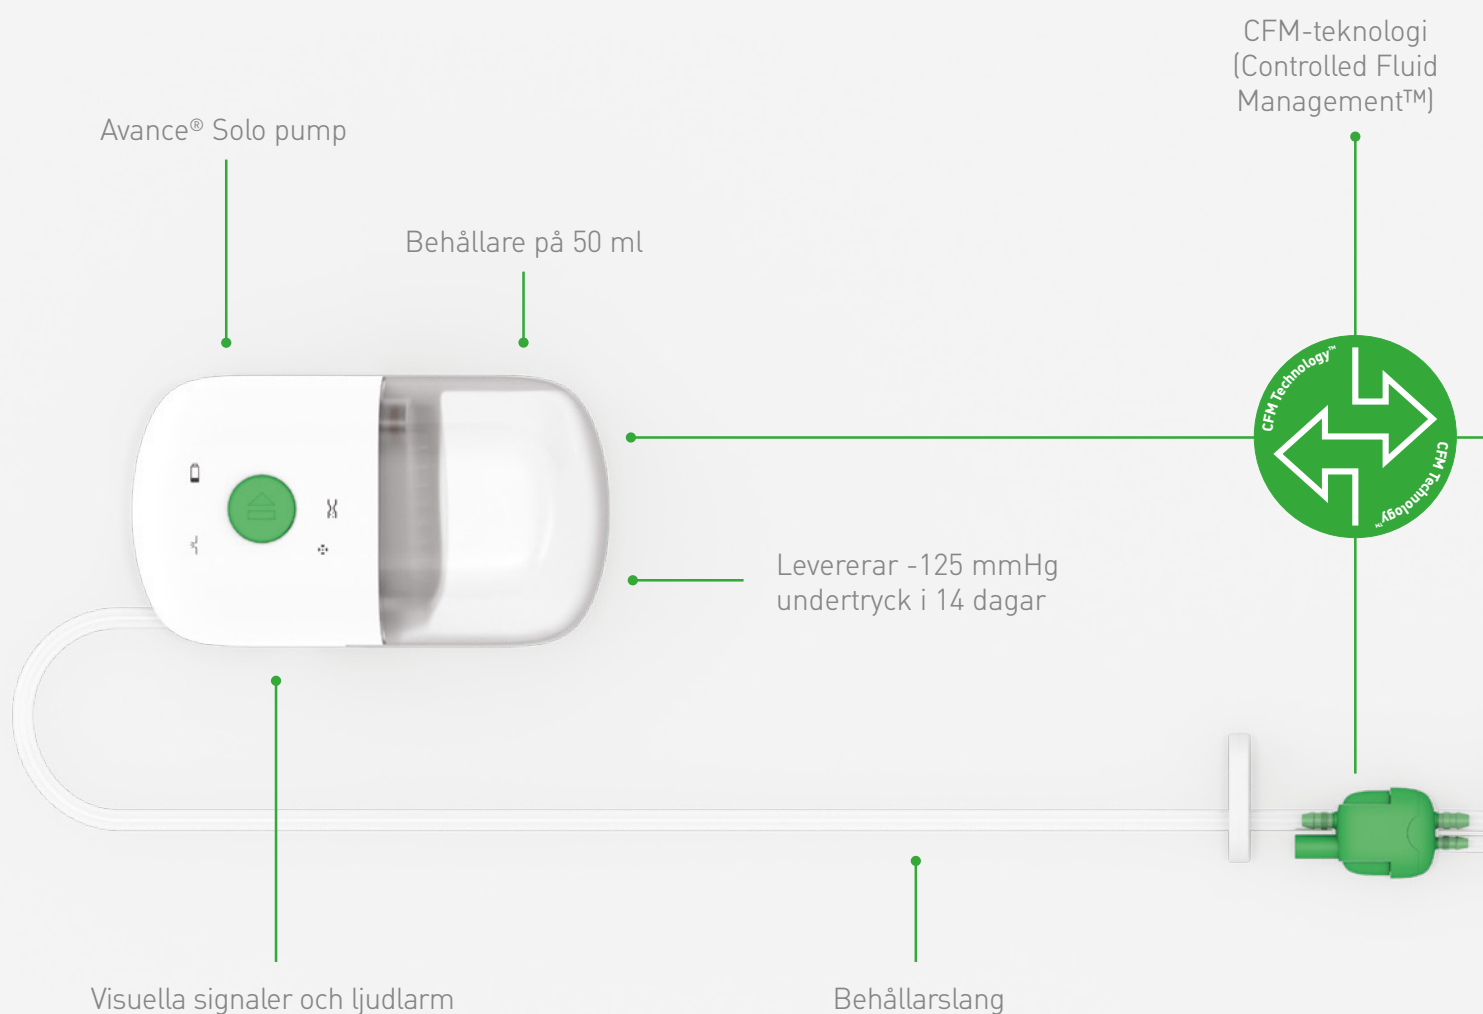 CFM-teknologi
(Controlled Fluid
Management™)
Avance® Solo pump
Behållare på 50 ml
CFM Technology™
CFM Technology™
Levererar -125 mmHg
undertryck i 14 dagar
Visuella signaler och ljudlarm
Behållarslang